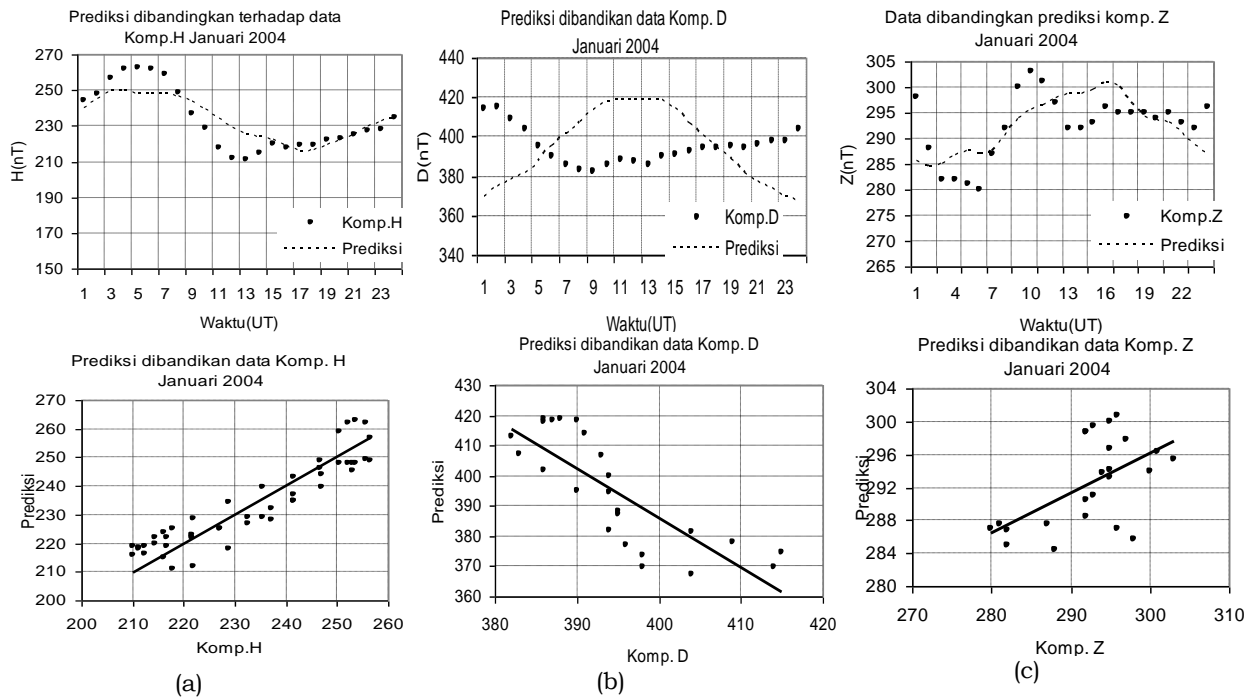 Prediksi dibandingkan terhadap data
Komp.H Januari 2004
270
250
230
210
190
170
150
H(nT)
Komp.H
Prediksi
1 3 5 7 9 11 13 15 17 19 21 23
Waktu(UT)
Prediksi dibandikan data Komp. D
Januari 2004
440
420
400
380
360
340
D(nT)
Komp.D
Prediksi
1 3 5 7 9 11 13 15 17 19 21 23
Waktu(UT)
Data dibandingkan prediksi komp. Z
Januari 2004
305
300
295
290
285
280
275
270
265
Z(nT)
Komp.Z
Prediksi
1 4 7 10 13 16 19 22
Waktu(UT)
Prediksi dibandikan data Komp. H
Januari 2004
270
260
250
240
230
220
210
200
Prediksi
200 210 220 230 240 250 260
Komp.H
(a)
Prediksi dibandikan data Komp. D
Januari 2004
430
420
410
400
390
380
370
360
Prediksi
380 390 400 410 420
Komp. D
(b)
Prediksi dibandikan data Komp. Z
Januari 2004
304
300
296
292
288
284
280
Prediksi
270 280 290 300 310
Komp. Z
(c)